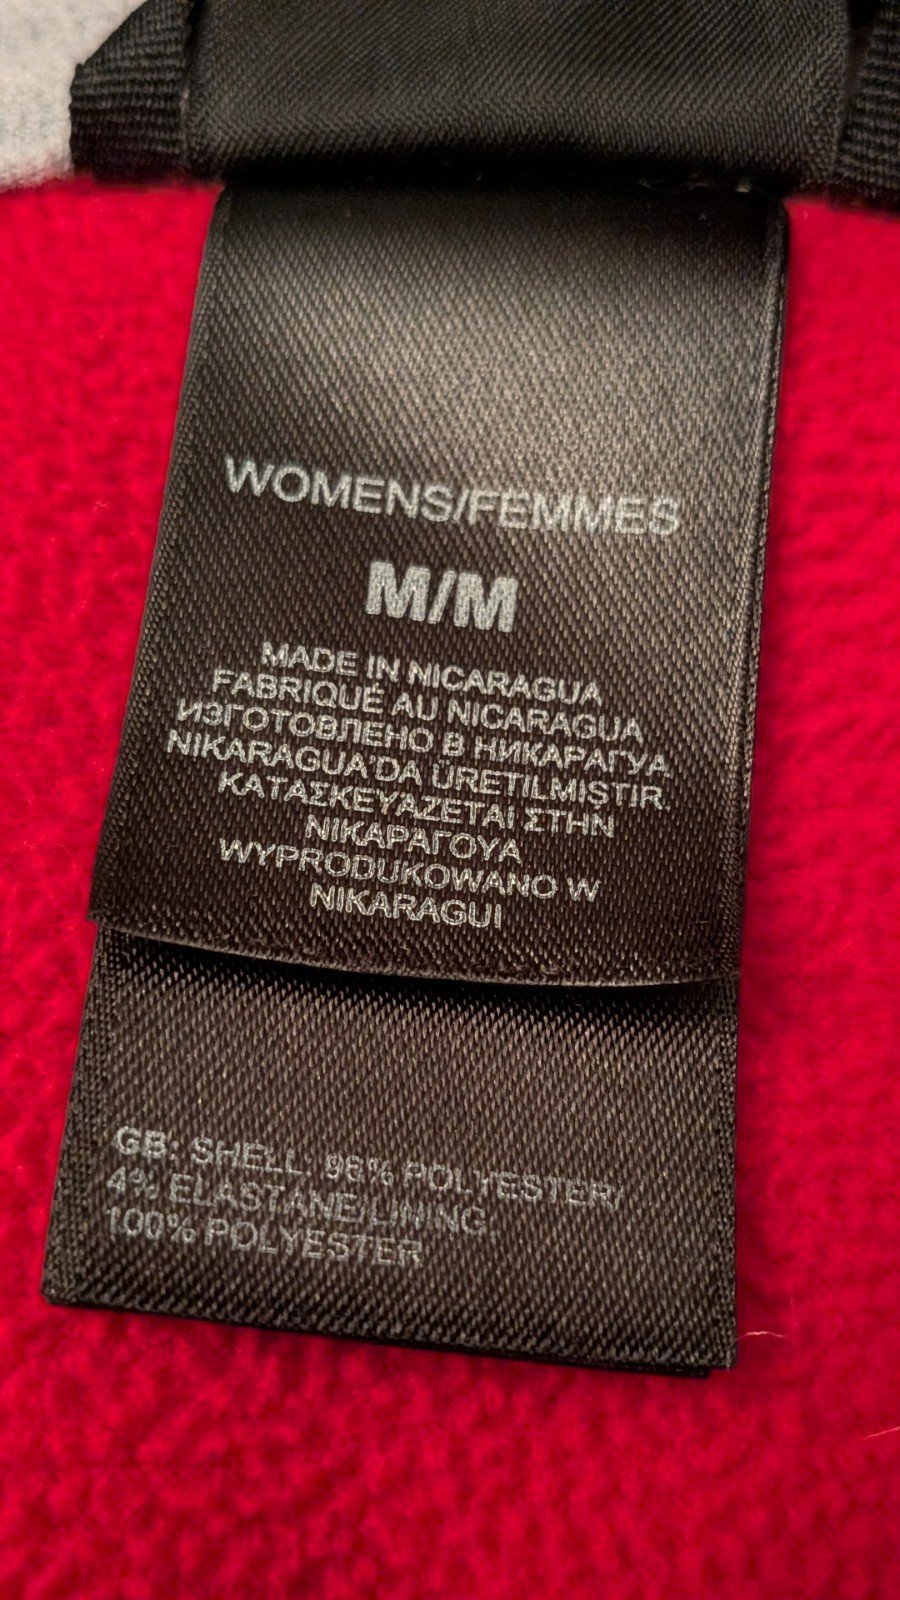 WOMENS/FEMMES
M/M
MADE IN NICARAGUA
FABRIQUÉ AU NICARAGUA
ИЗГОТОВЛЕНО В НИКАРАГУА
NIKARAGUA'DA ÜRETILMIŞTIR.
ΚΑΤΑΣΚΕΥΑΖΕΤΑΙ ΣΤΗΝ
ΝΙΚΑΡΑΓΟΥΑ
WYPRODUKOWANO W
NIKARAGUI
GB: SHELL: 96% POLYESTER/
4% ELASTANE/LINING:
100% POLYESTER